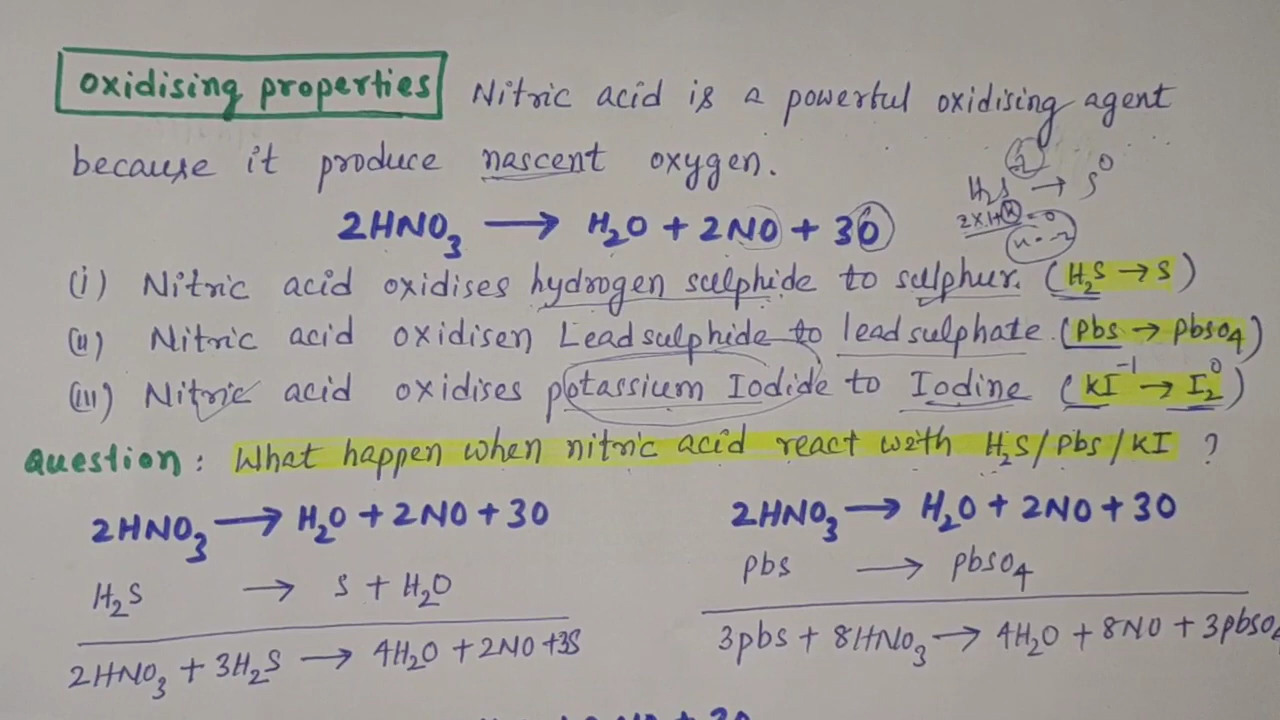 oxidising properties Nitric acid is a powerful oxidising agent
because it produce nascent oxygen.
H₂S → S⁰
2HNO₃ → H₂O + 2NO + 3O
(i) Nitric acid oxidises hydrogen sulphide to sulphur. (H₂S → S)
(ii) Nitric acid oxidisen Lead sulphide to lead sulphate. (Pbs → PbSO₄)
(iii) Nitric acid oxidises potassium Iodide to Iodine (KI⁻¹ → I₂⁰)
Question: What happen when nitric acid react with H₂S/Pbs/KI ?
2HNO₃ → H₂O + 2NO + 3O
H₂S → S + H₂O
2HNO₃ + 3H₂S → 4H₂O + 2NO + 3S
2HNO₃ → H₂O + 2NO + 3O
Pbs → PbSO₄
3Pbs + 8HNO₃ → 4H₂O + 8NO + 3PbSO₄